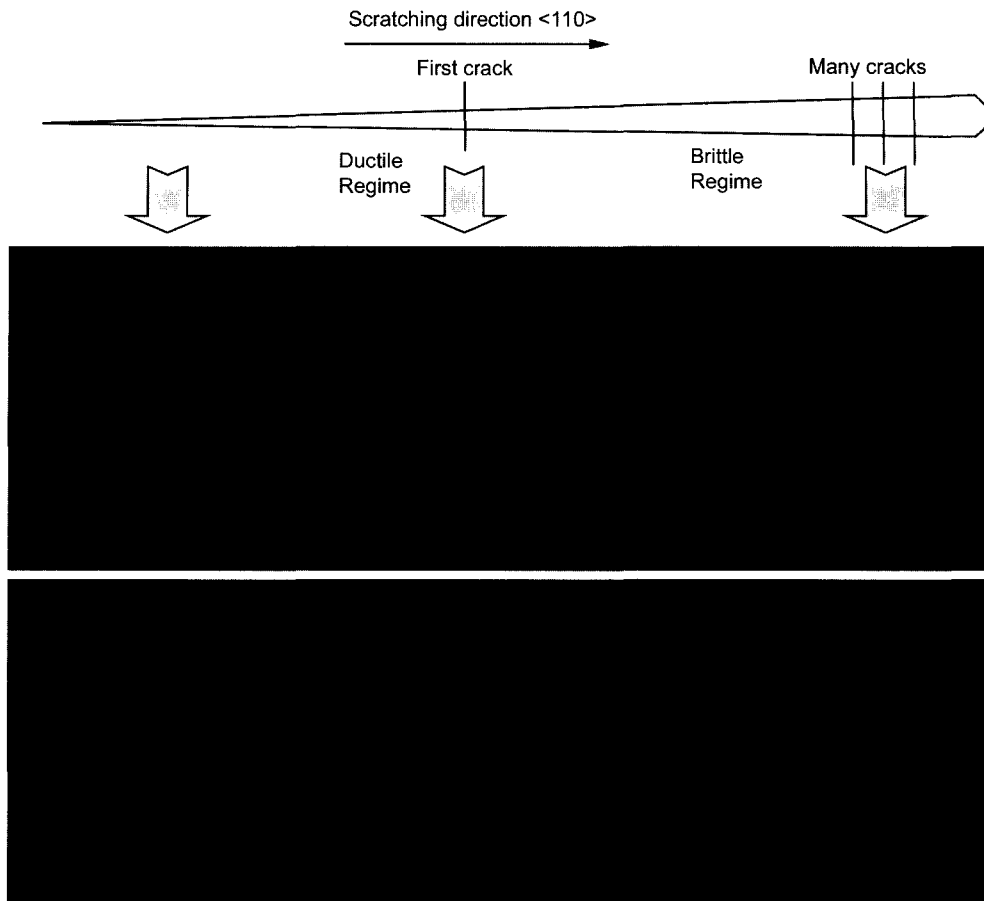 Scratching direction <110>
First crack
Many cracks
Ductile
Regime
Brittle
Regime